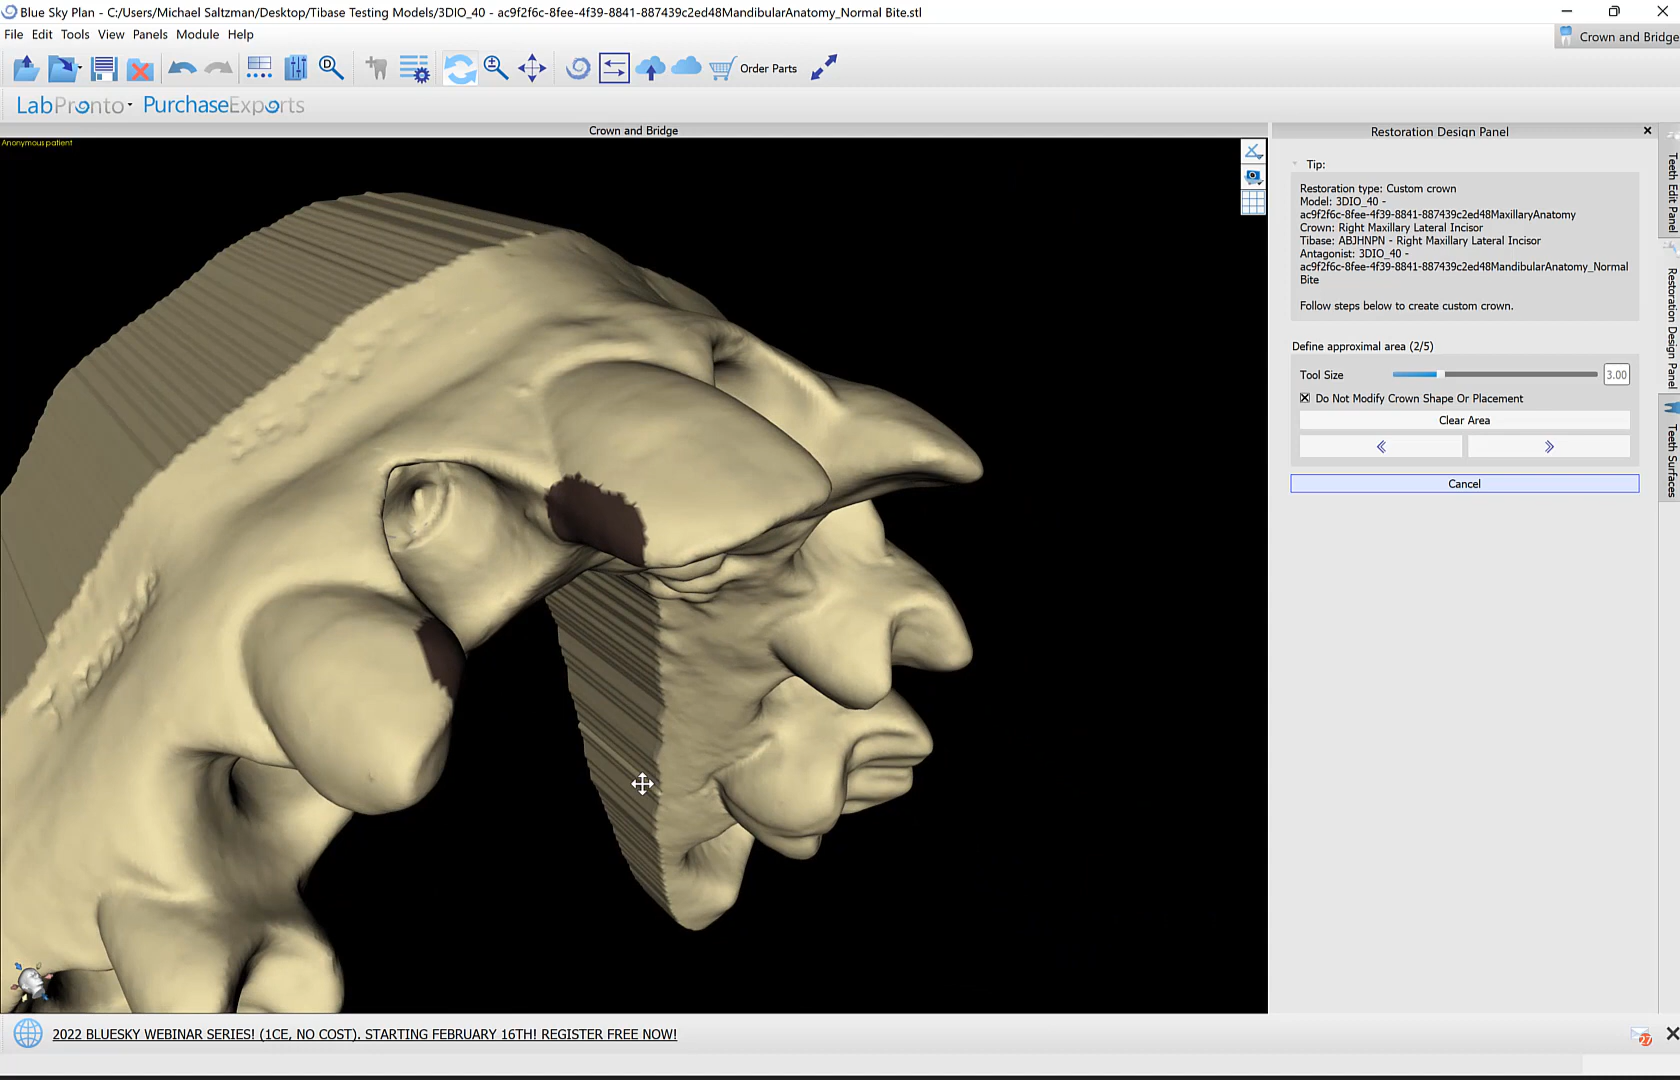 Blue Sky Plan - C:/Users/Michael Saltzman/Desktop/Tibase Testing Models/3DIO_40 - ac9f2f6c-8fee-4f39-8841-887439c2ed48MandibularAnatomy_Normal Bite.stl
File Edit Tools View Panels Module Help
Crown and Bridge
D
Order Parts
LabPronto PurchaseExports
Crown and Bridge
Anonymous patient
Restoration Design Panel
Tip:
Restoration type: Custom crown
Model: 3DIO_40 -
ac9f2f6c-8fee-4f39-8841-887439c2ed48MaxillaryAnatomy
Crown: Right Maxillary Lateral Incisor
Tibase: ABJHNPN - Right Maxillary Lateral Incisor
Antagonist: 3DIO_40 -
ac9f2f6c-8fee-4f39-8841-887439c2ed48MandibularAnatomy_Normal
Bite
Follow steps below to create custom crown.
Define approximal area (2/5)
Tool Size 3.00
Do Not Modify Crown Shape Or Placement
Clear Area
Cancel
Teeth Edit Panel
Restoration Design Panel
Teeth Surfaces
2022 BLUESKY WEBINAR SERIES! (1CE, NO COST). STARTING FEBRUARY 16TH! REGISTER FREE NOW!
27